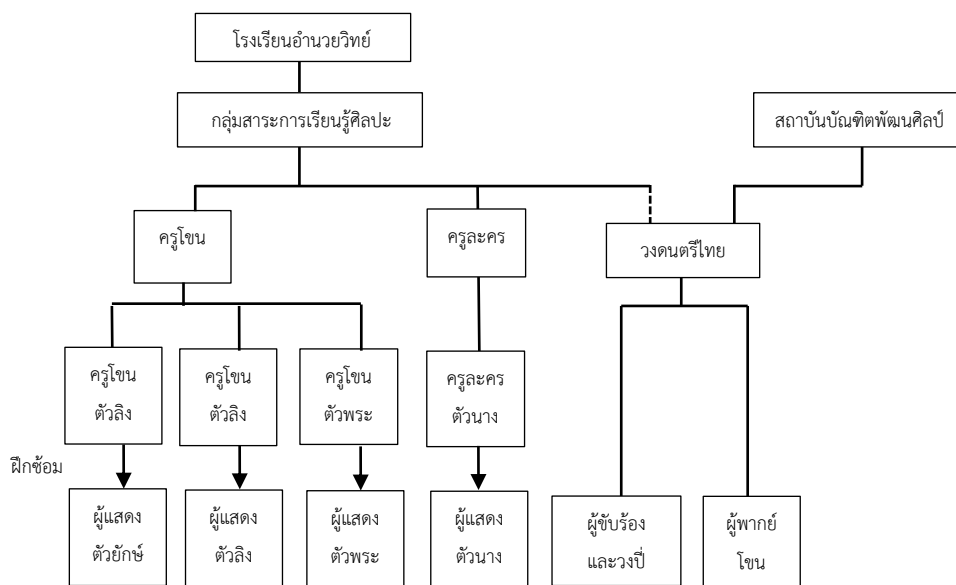 โรงเรียนอำนวยวิทย์
กลุ่มสาระการเรียนรู้ศิลปะ
สถาบันบัณฑิตพัฒนศิลป์
ครูโขน
ครูละคร
วงดนตรีไทย
ครูโขน
ตัวลิง
ครูโขน
ตัวลิง
ครูโขน
ตัวพระ
ครูละคร
ตัวนาง
ฝึกซ้อม
ผู้แสดง
ตัวยักษ์
ผู้แสดง
ตัวลิง
ผู้แสดง
ตัวพระ
ผู้แสดง
ตัวนาง
ผู้ขับร้อง
และวงปี่
ผู้พากย์
โขน